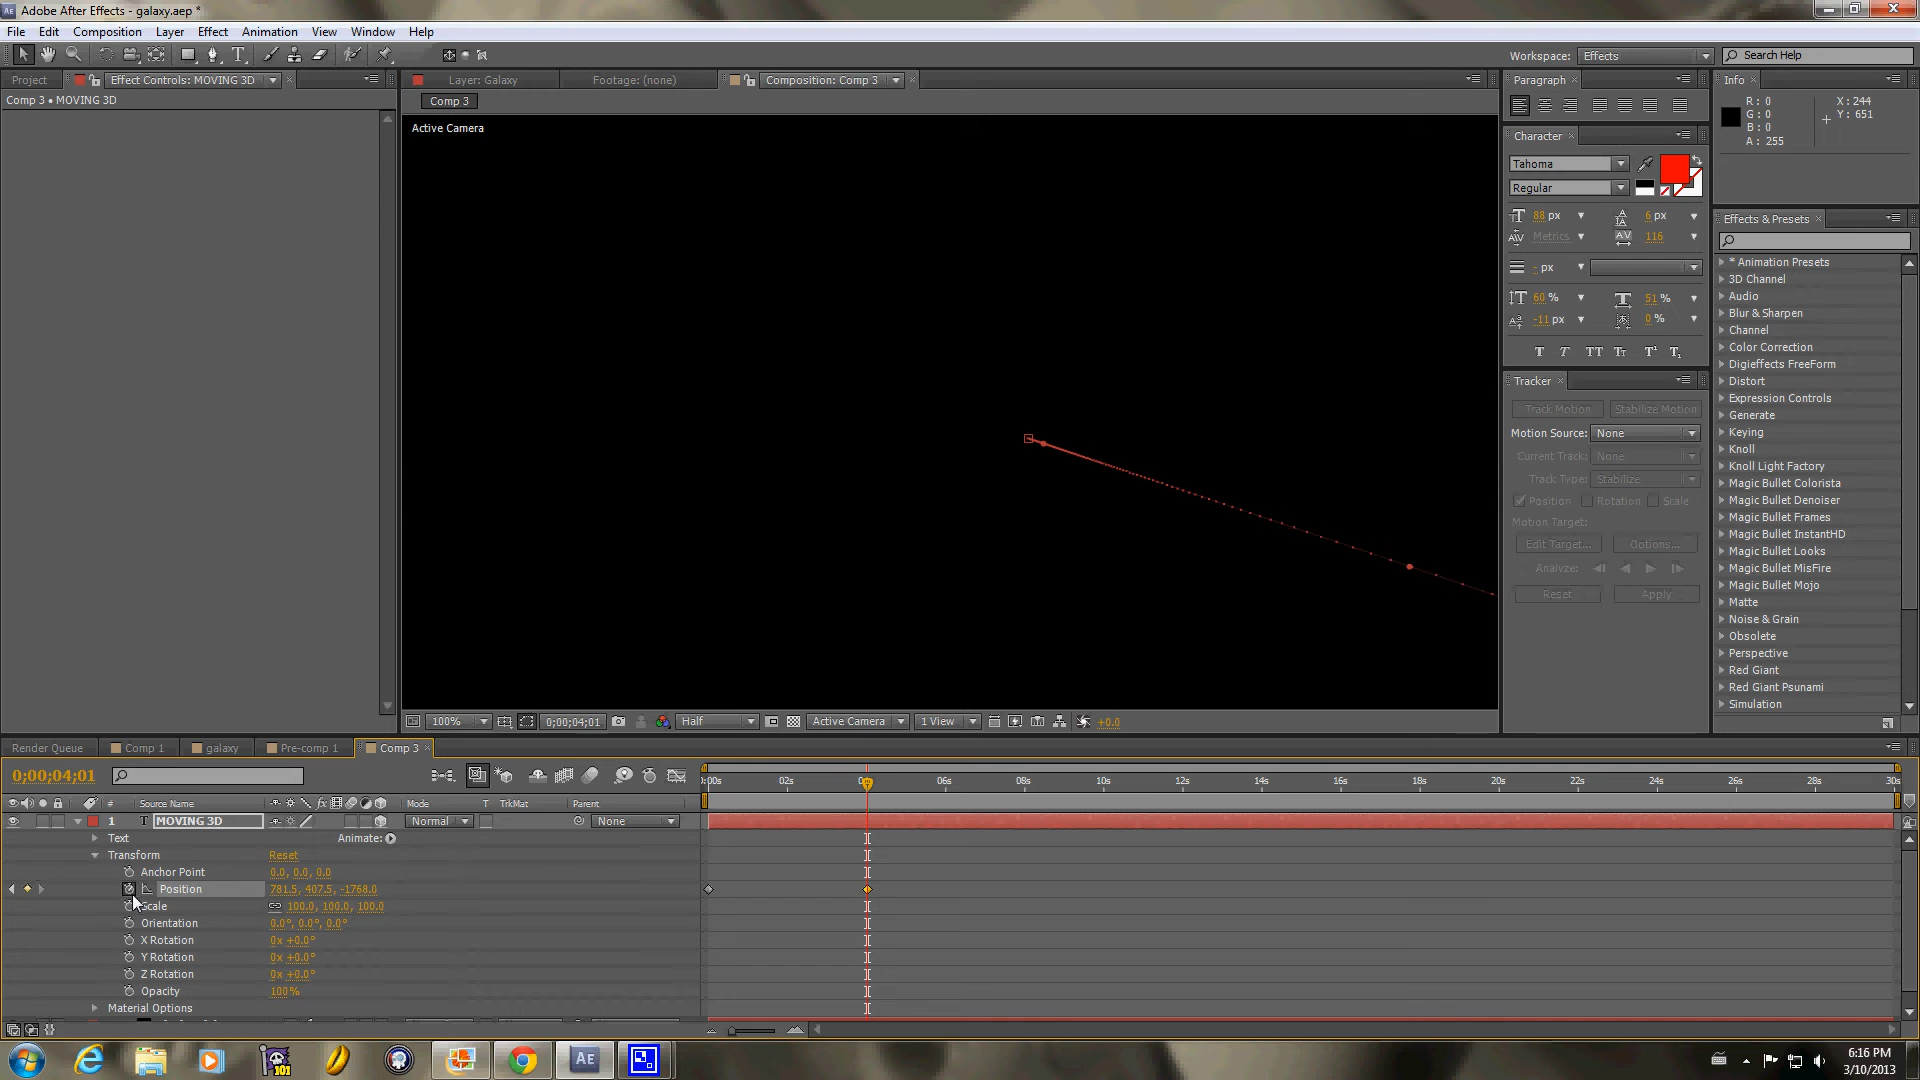 Adobe After Effects - galaxy.aep *
File Edit Composition Layer Effect Animation View Window Help
Workspace: Effects Search Help
Project Effect Controls: MOVING 3D Layer: Galaxy Footage: (none) Composition: Comp 3 Paragraph Info
Comp 3 • MOVING 3D
Comp 3
R: 0 X: 244
G: 0 Y: 651
B: 0
A: 255
Active Camera
Character
Tahoma
Regular
88 px 6 px
Metrics 116
- px
60 % 51 %
-11 px 0 %
T T TT Tt T¹ T₁
Tracker
Track Motion Stabilize Motion
Motion Source: None
Current Track: None
Track Type: Stabilize
Position Rotation Scale
Motion Target:
Edit Target... Options...
Analyze:
Reset Apply
Effects & Presets
* Animation Presets
3D Channel
Audio
Blur & Sharpen
Channel
Color Correction
Digieffects FreeForm
Distort
Expression Controls
Generate
Keying
Knoll
Knoll Light Factory
Magic Bullet Colorista
Magic Bullet Denoiser
Magic Bullet Frames
Magic Bullet InstantHD
Magic Bullet Looks
Magic Bullet MisFire
Magic Bullet Mojo
Matte
Noise & Grain
Obsolete
Perspective
Red Giant
Red Giant Psunami
Simulation
100% 0;00;04;01 Half Active Camera 1 View +0.0
Render Queue Comp 1 galaxy Pre-comp 1 Comp 3
0;00;04;01
:00s 02s 06s 08s 10s 12s 14s 16s 18s 20s 22s 24s 26s 28s 30s
# Source Name Mode T TrkMat Parent
1 T MOVING 3D Normal None
Text Animate:
Transform Reset
Anchor Point 0.0, 0.0, 0.0
Position 781.5, 407.5, -1768.0
Scale 100.0, 100.0, 100.0
Orientation 0.0°, 0.0°, 0.0°
X Rotation 0x +0.0°
Y Rotation 0x +0.0°
Z Rotation 0x +0.0°
Opacity 100%
Material Options
101 Ae
6:16 PM
3/10/2013